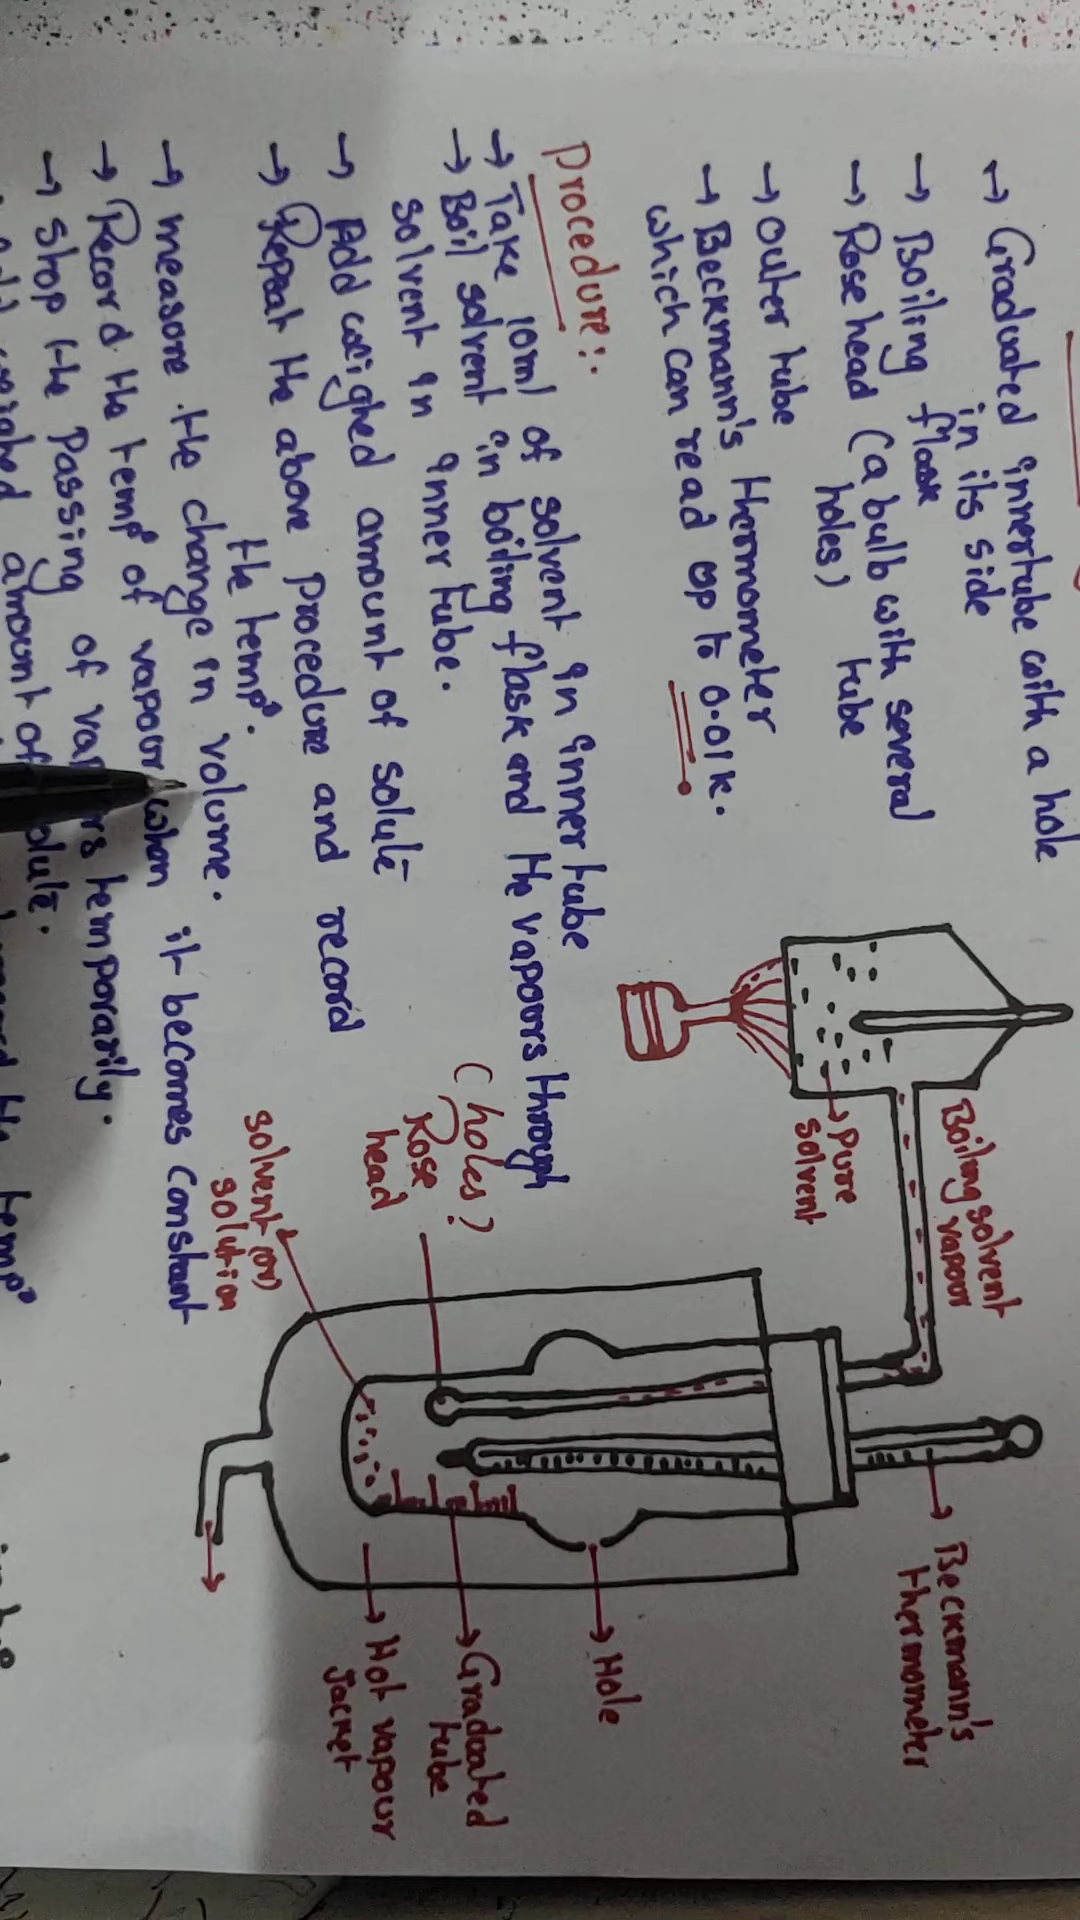 → Graduated innertube with a hole
in its side
→ Boiling flask
→ Rose head (a bulb with several
holes) tube
→ outer tube
→ Beckmann's thermometer
which can read up to 0.01K.
Procedure:-
→ Take 10ml of solvent in inner tube
→ Boil solvent in boiling flask and the vapours through
solvent in inner tube.
→ Add weighed amount of solute
→ Repeat the above procedure and record
the temp.
→ measure the change in volume.
→ Record the temp of vapour when it becomes constant
→ Stop the passing of temporarily.
amount of
temp
Boiling solvent
vapour
→ Pure
solvent
(holes)
Rose
head
solvent (or)
solution
Beckmann's
thermometer
Hole
Graduated
tube
Hot vapour
Jacket